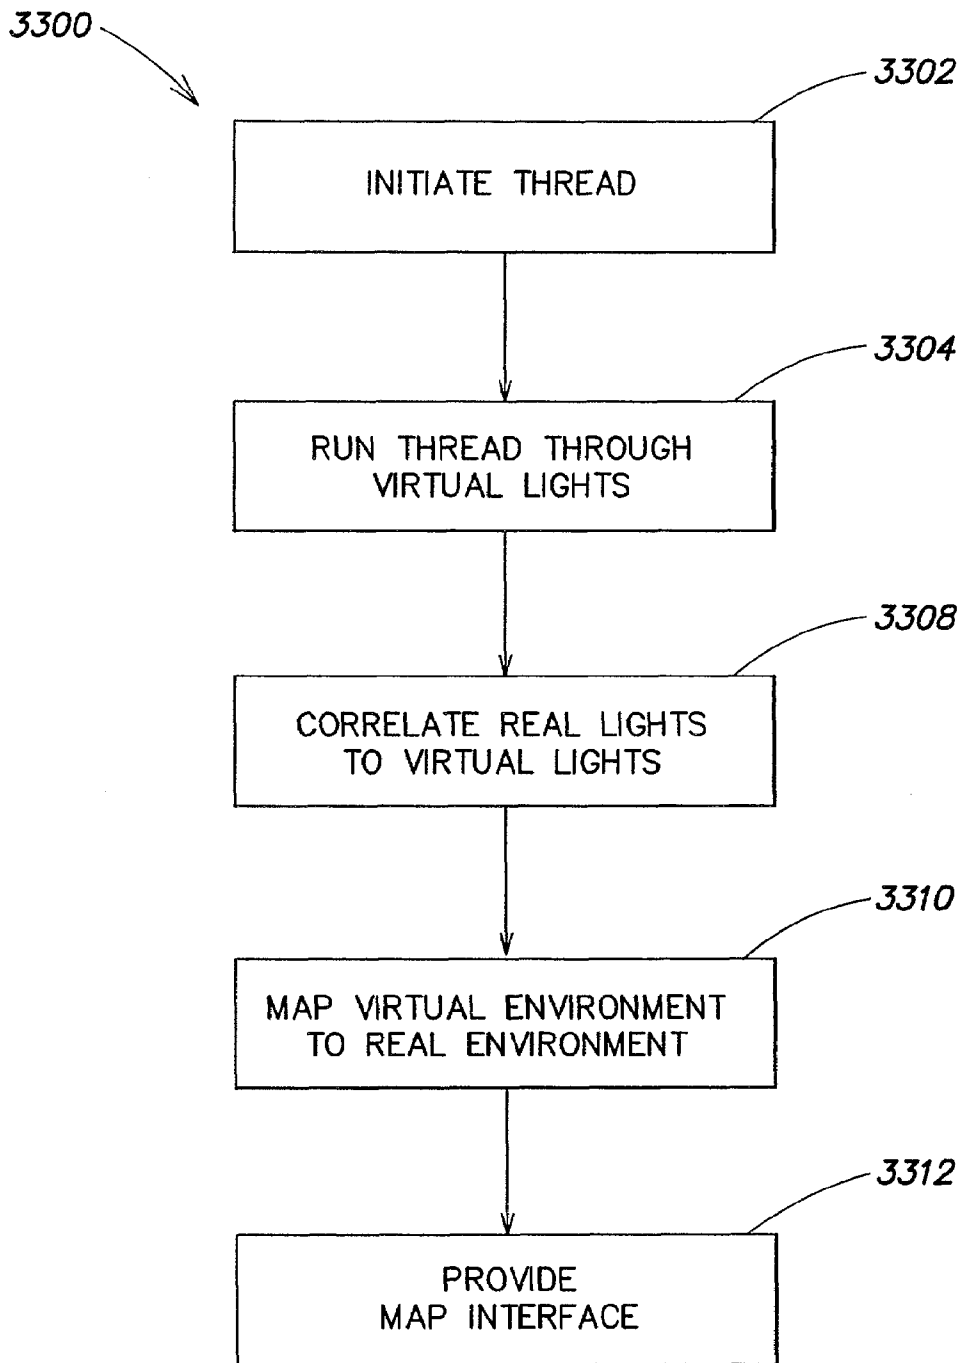 3300
3302
INITIATE THREAD
3304
RUN THREAD THROUGH
VIRTUAL LIGHTS
3308
CORRELATE REAL LIGHTS
TO VIRTUAL LIGHTS
3310
MAP VIRTUAL ENVIRONMENT
TO REAL ENVIRONMENT
3312
PROVIDE
MAP INTERFACE